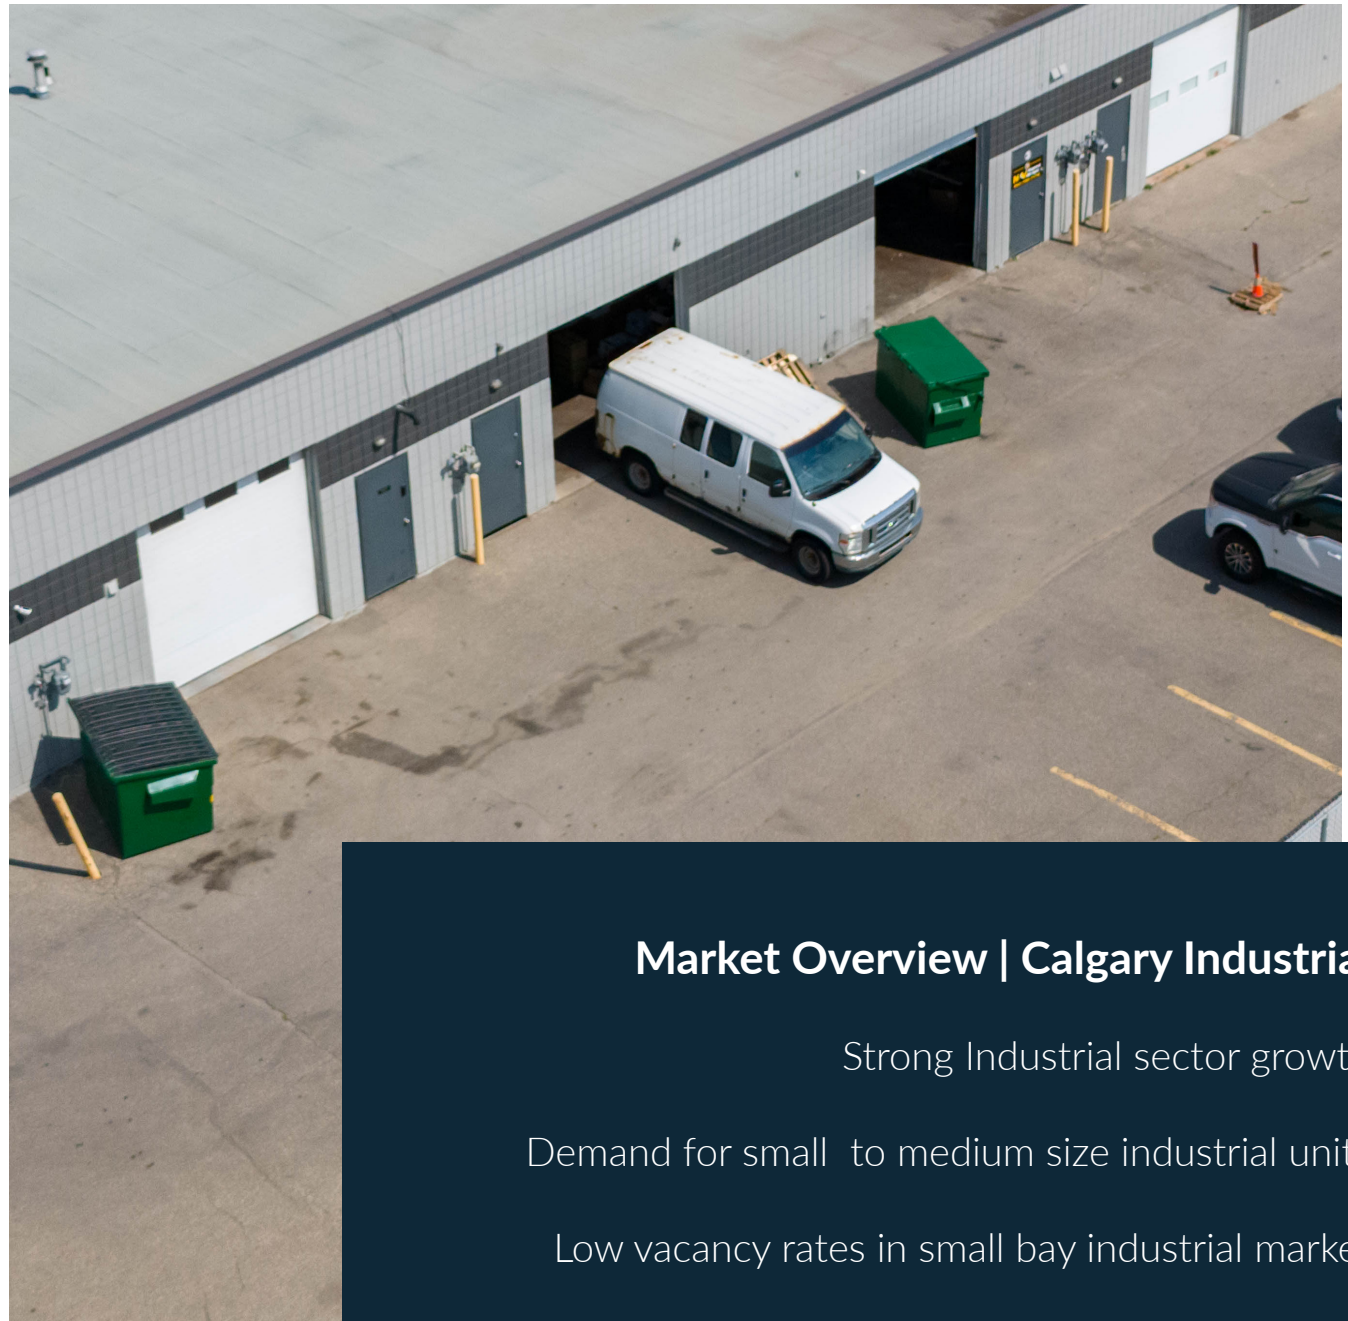 Market Overview | Calgary Industria
Strong Industrial sector growt
Demand for small  to medium size industrial unit
Low vacancy rates in small bay industrial marke